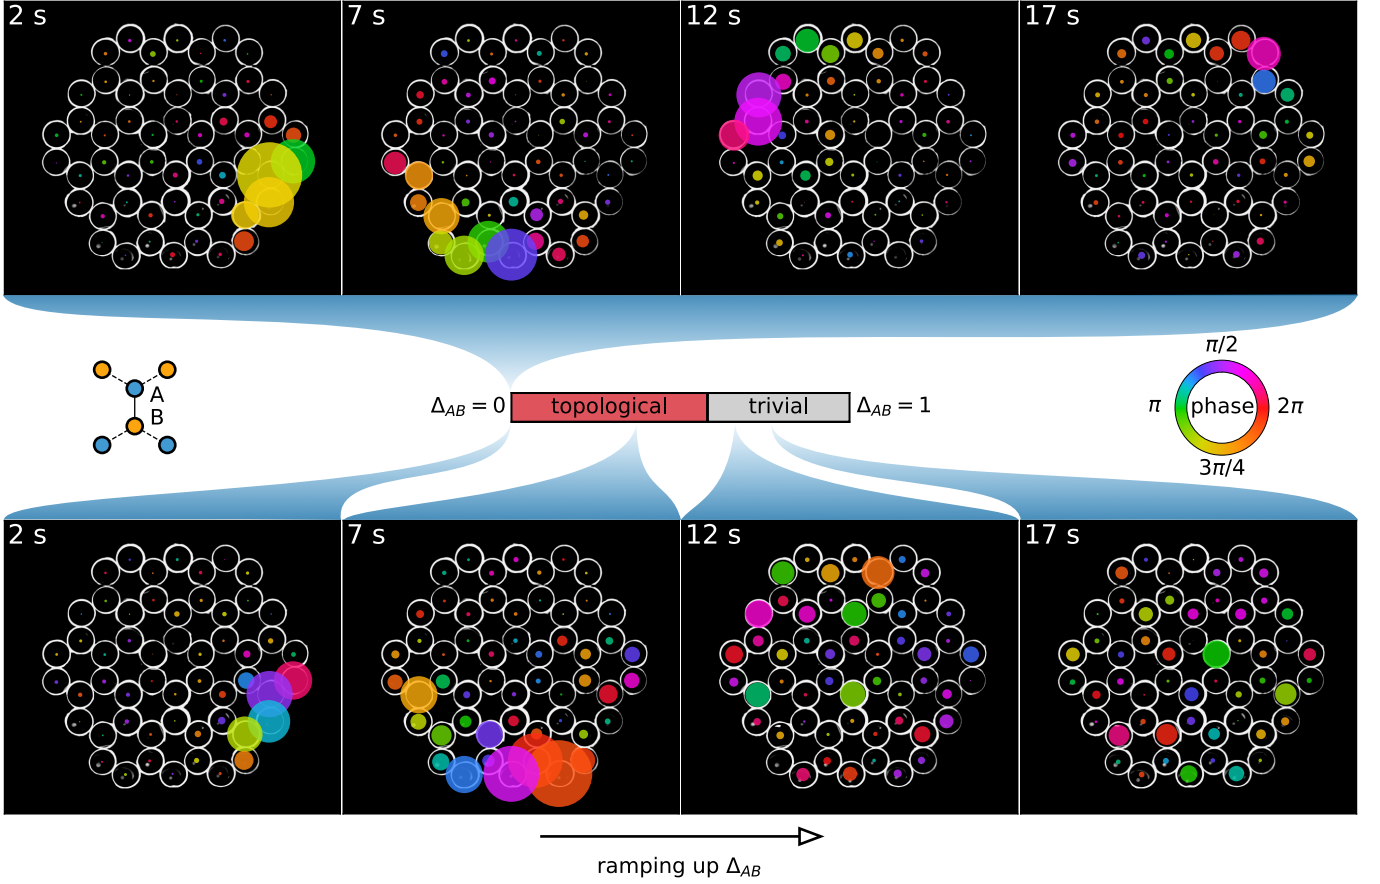 2 s 7 s 12 s 17 s
π/2
A
B
Δ_AB = 0 topological trivial Δ_AB = 1
π phase 2π
3π/4
2 s 7 s 12 s 17 s
ramping up Δ_AB